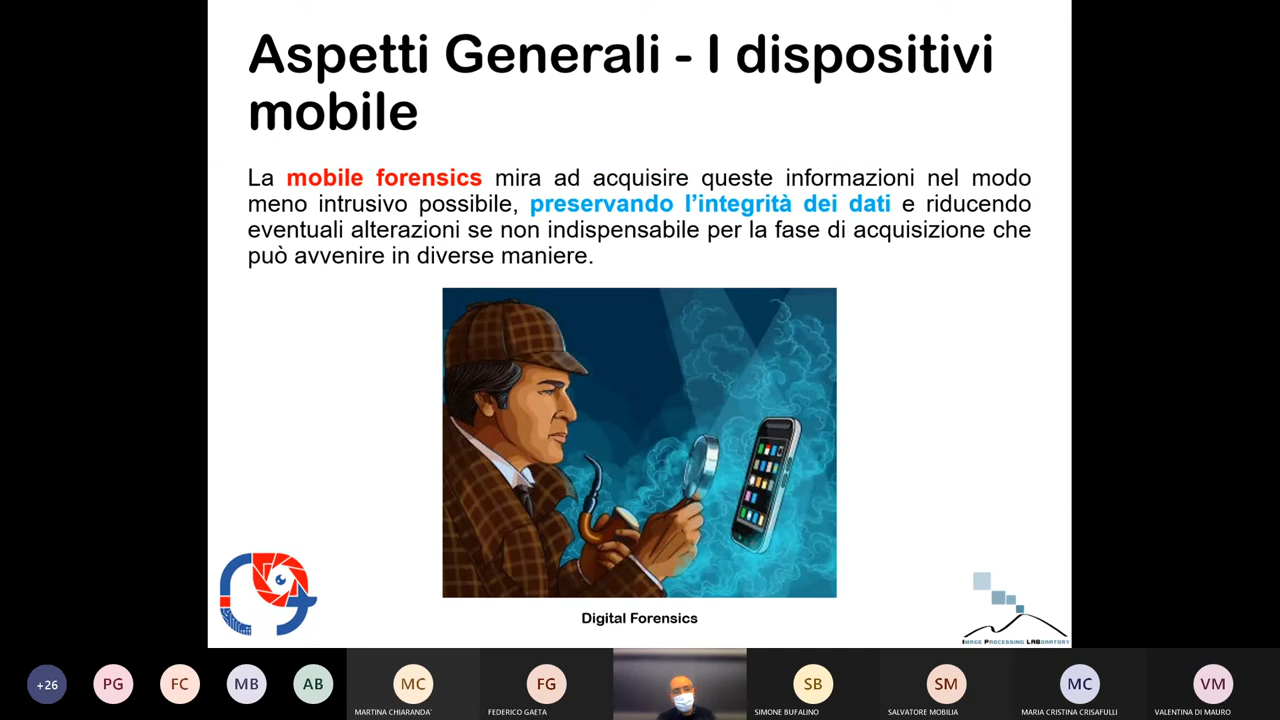 Aspetti Generali - I dispositivi
mobile
La mobile forensics mira ad acquisire queste informazioni nel modo
meno intrusivo possibile, preservando l'integrità dei dati e riducendo
eventuali alterazioni se non indispensabile per la fase di acquisizione che
può avvenire in diverse maniere.
Digital Forensics
IMAGE PROCESSING LABORATORY
+26
PG
FC
MB
AB
MC
FG
SB
SM
MC
VM
MARTINA CHIARANDA'
FEDERICO GAETA
SIMONE BUFALINO
SALVATORE MOBILIA
MARIA CRISTINA CRISAFULLI
VALENTINA DI MAURO